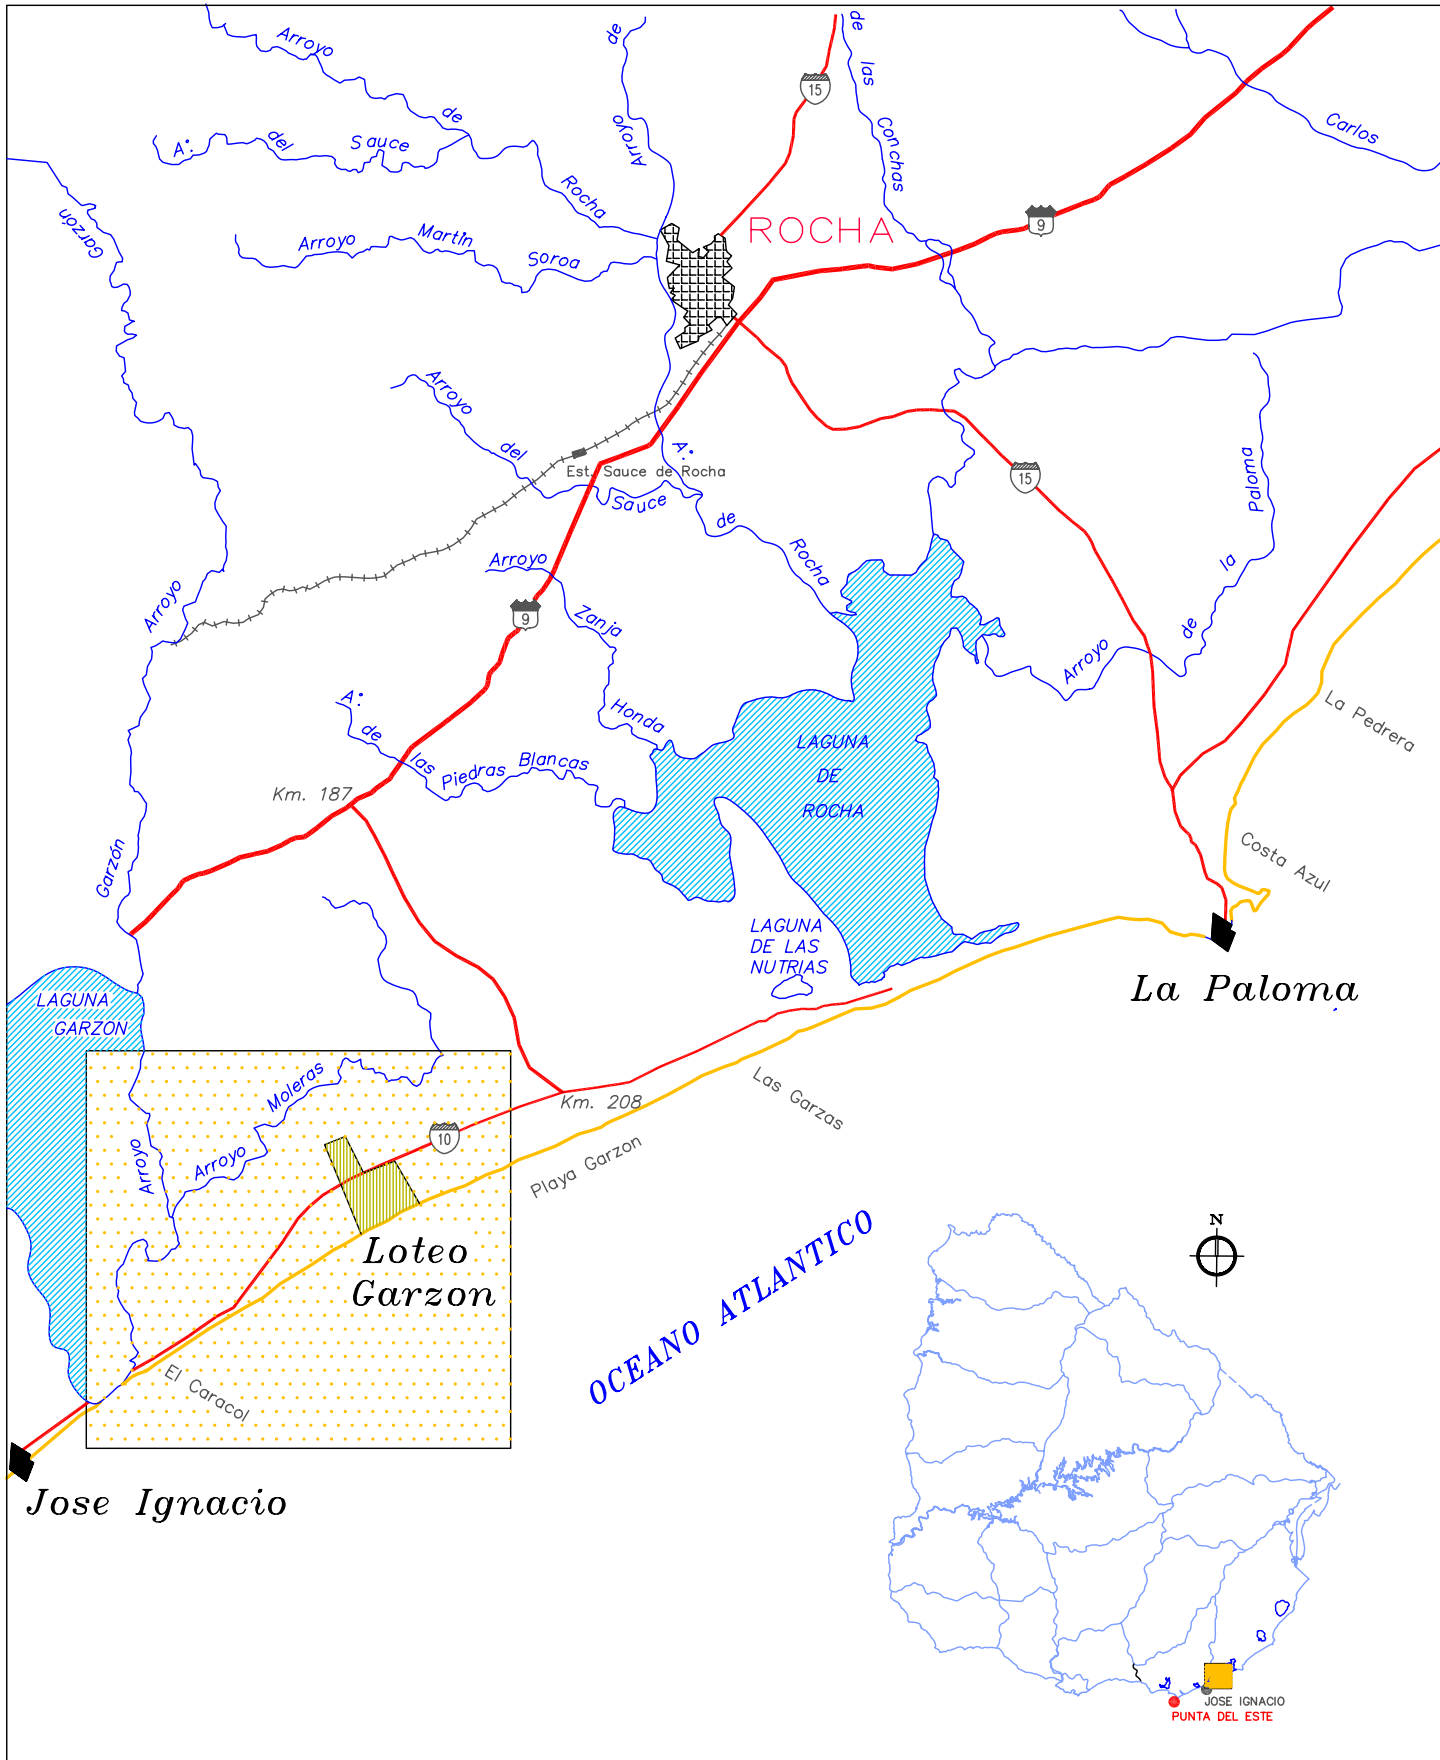 Arroyo
de
Rocha
A:
del
Sauce
Arroyo
Martín
Soroa
Arroyo
de
15
de
las
Conchas
Carlos
9
ROCHA
Garzón
Arroyo
Garzón
Arroyo
del
Sauce
Est. Sauce de Rocha
A:
de
Rocha
15
Arroyo
de
la
Paloma
Arroyo
Zanja
Honda
9
A:
de
las
Piedras
Blancas
Km. 187
LAGUNA
DE
ROCHA
La Pedrera
Costa Azul
LAGUNA
DE LAS
NUTRIAS
La Paloma
LAGUNA
GARZON
Arroyo
Moleras
Arroyo
10
Km. 208
Las Garzas
Playa Garzon
Loteo
Garzon
El Caracol
OCEANO ATLANTICO
Jose Ignacio
N
JOSE IGNACIO
PUNTA DEL ESTE